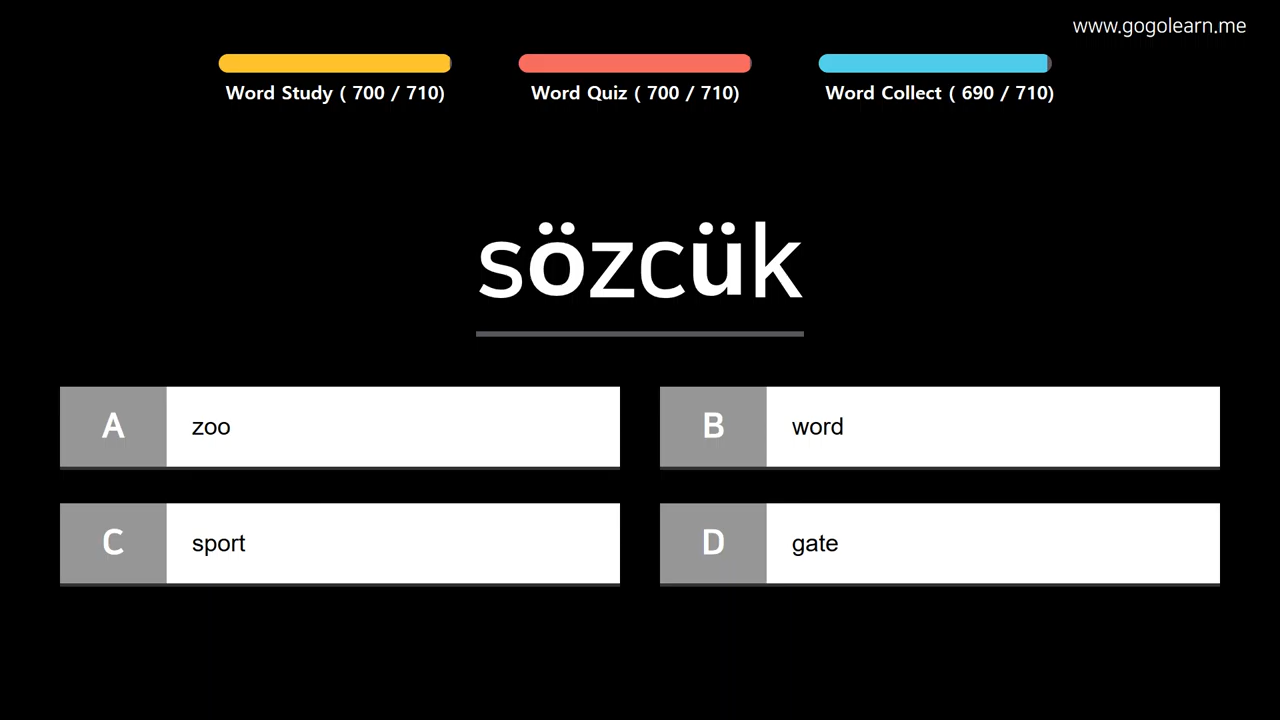 www.gogolearn.me
Word Study ( 700 / 710)
Word Quiz ( 700 / 710)
Word Collect ( 690 / 710)
sözcük
A zoo
B word
C sport
D gate